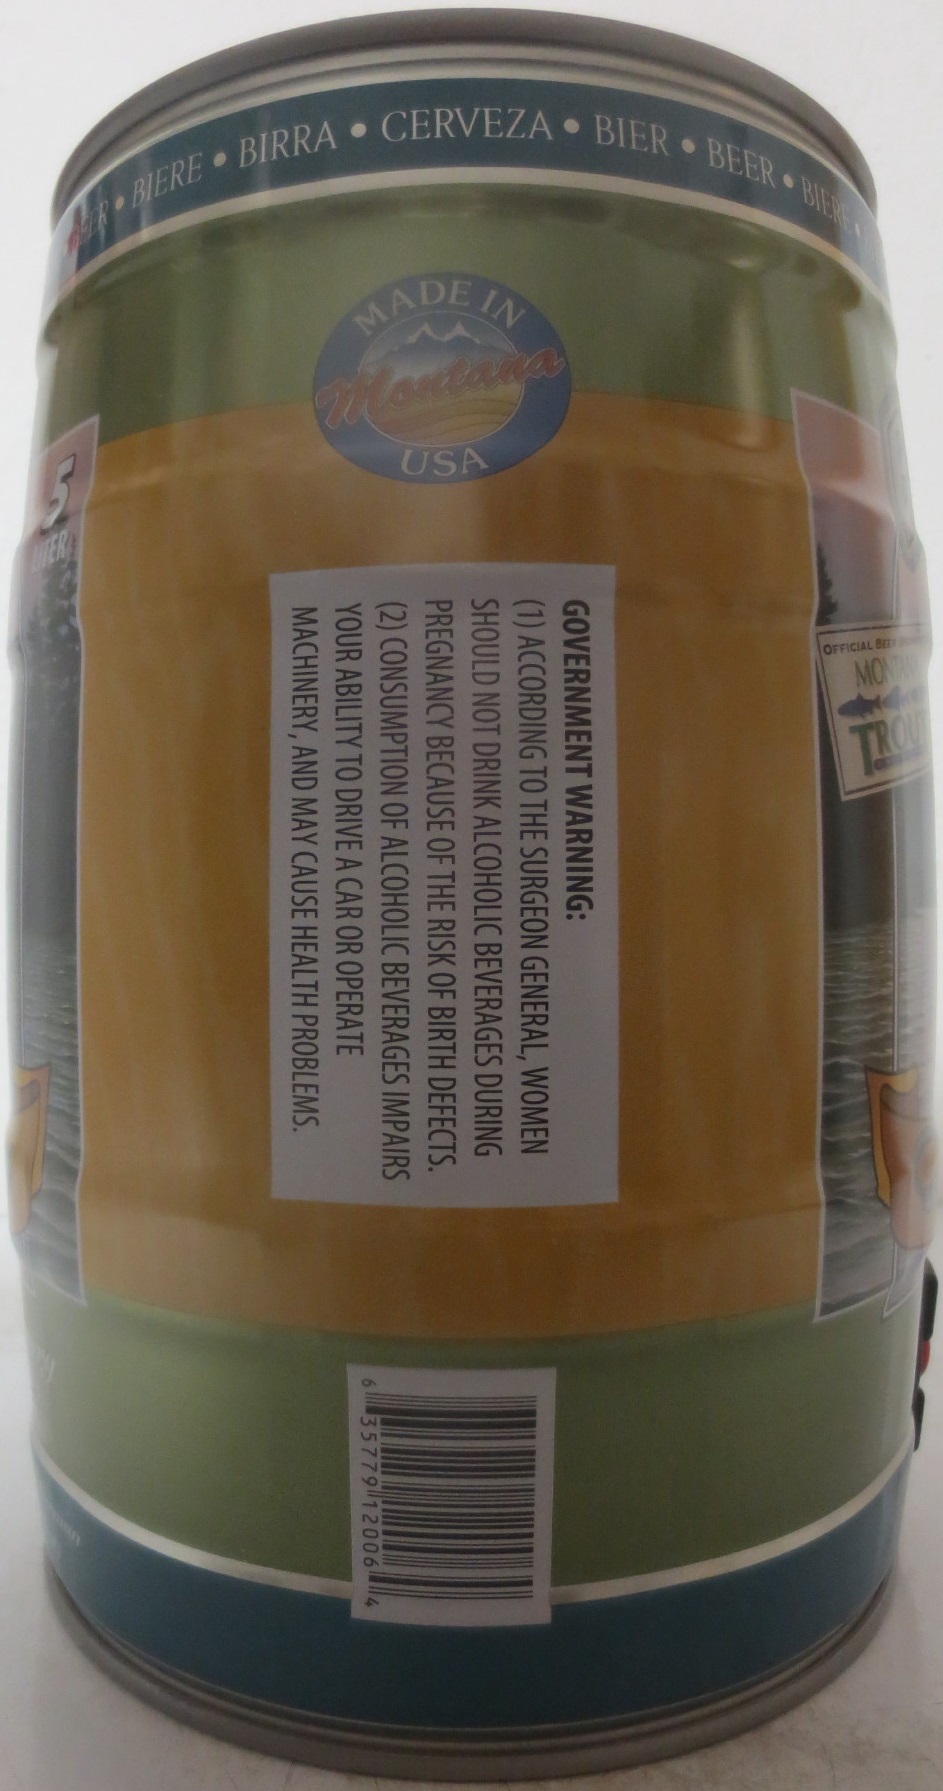 BIERE • BIRRA • CERVEZA • BIER • BEER • BIERE •
MADE IN
Montana
USA
5
LITER
OFFICIAL BEER
GOVERNMENT WARNING:
(1) ACCORDING TO THE SURGEON GENERAL, WOMEN
SHOULD NOT DRINK ALCOHOLIC BEVERAGES DURING
PREGNANCY BECAUSE OF THE RISK OF BIRTH DEFECTS.
(2) CONSUMPTION OF ALCOHOLIC BEVERAGES IMPAIRS
YOUR ABILITY TO DRIVE A CAR OR OPERATE
MACHINERY, AND MAY CAUSE HEALTH PROBLEMS.
6 35779 12006 4